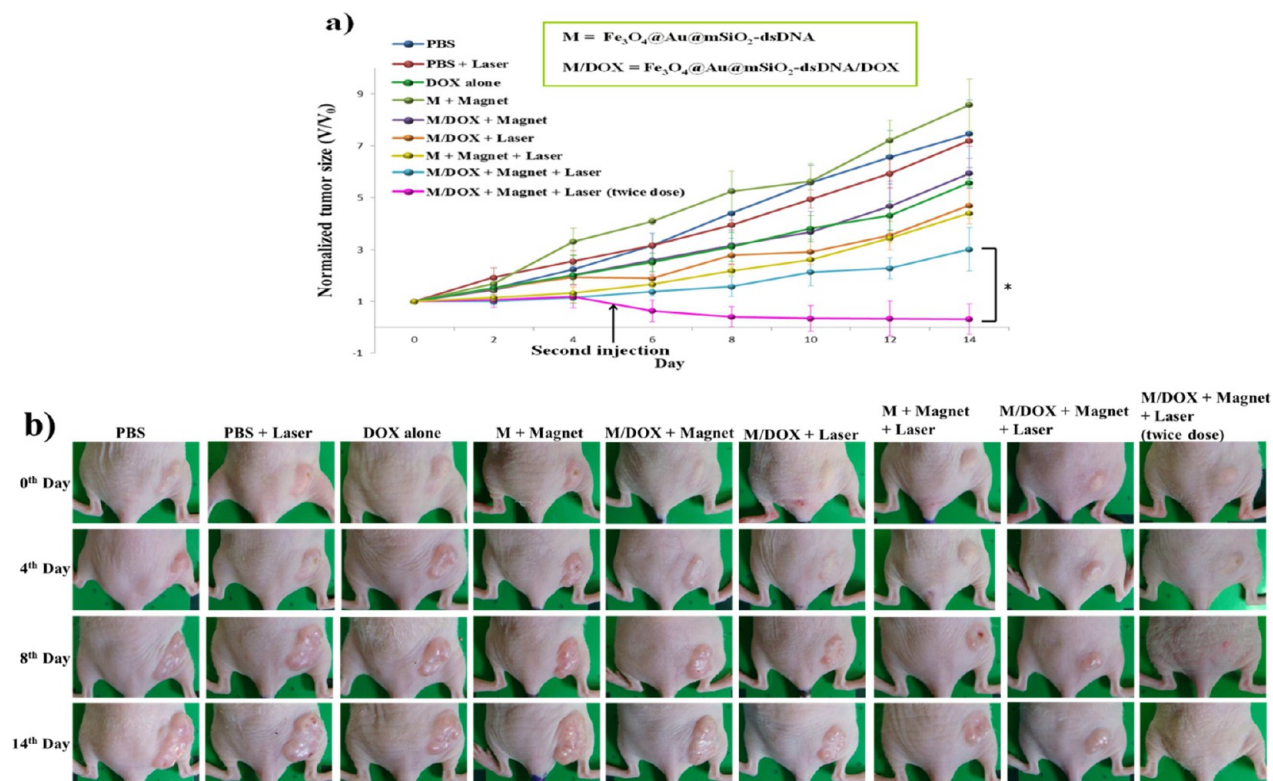 a)
M = Fe₃O₄@Au@mSiO₂-dsDNA
M/DOX = Fe₃O₄@Au@mSiO₂-dsDNA/DOX
PBS
PBS + Laser
DOX alone
M + Magnet
M/DOX + Magnet
M/DOX + Laser
M + Magnet + Laser
M/DOX + Magnet + Laser
M/DOX + Magnet + Laser (twice dose)
Normalized tumor size (V/V₀)
9
7
5
3
1
-1
*
0 2 4 6 8 10 12 14
Second injection
Day
b)
PBS
PBS + Laser
DOX alone
M + Magnet
M/DOX + Magnet
M/DOX + Laser
M + Magnet
+ Laser
M/DOX + Magnet
+ Laser
M/DOX + Magnet
+ Laser
(twice dose)
0th Day
4th Day
8th Day
14th Day